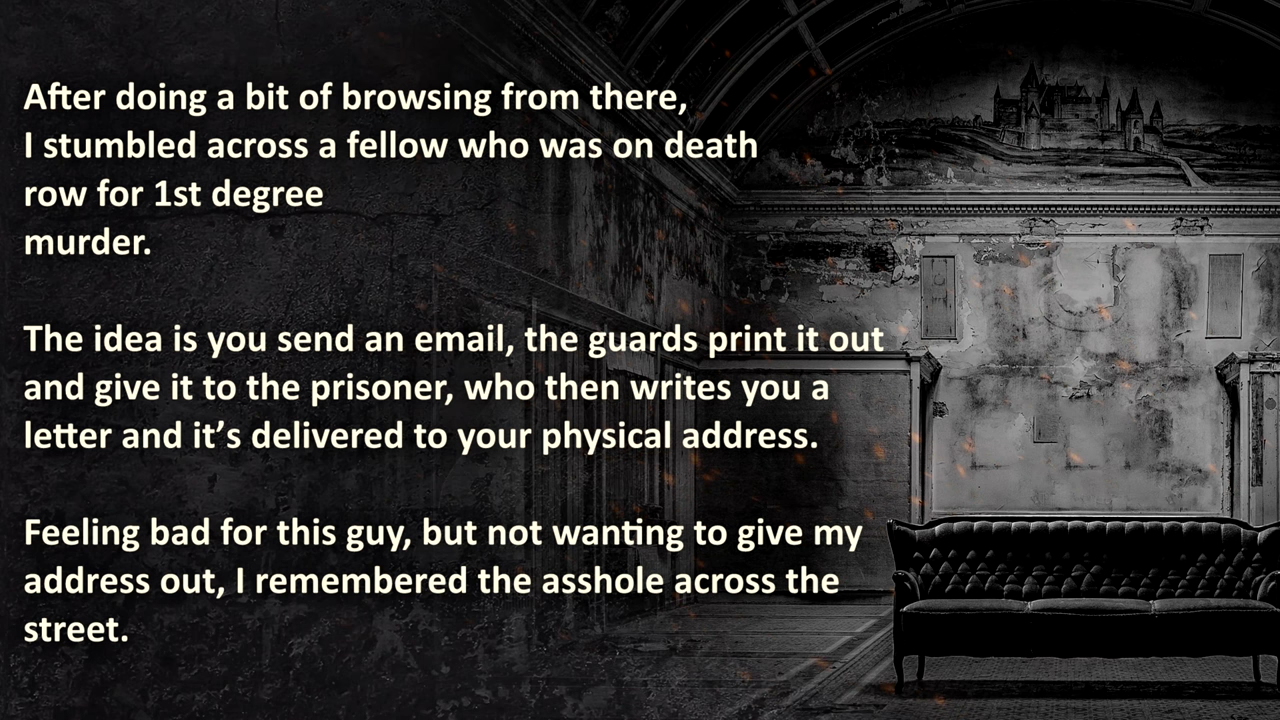 After doing a bit of browsing from there,
I stumbled across a fellow who was on death
row for 1st degree
murder.
The idea is you send an email, the guards print it out
and give it to the prisoner, who then writes you a
letter and it’s delivered to your physical address.
Feeling bad for this guy, but not wanting to give my
address out, I remembered the asshole across the
street.